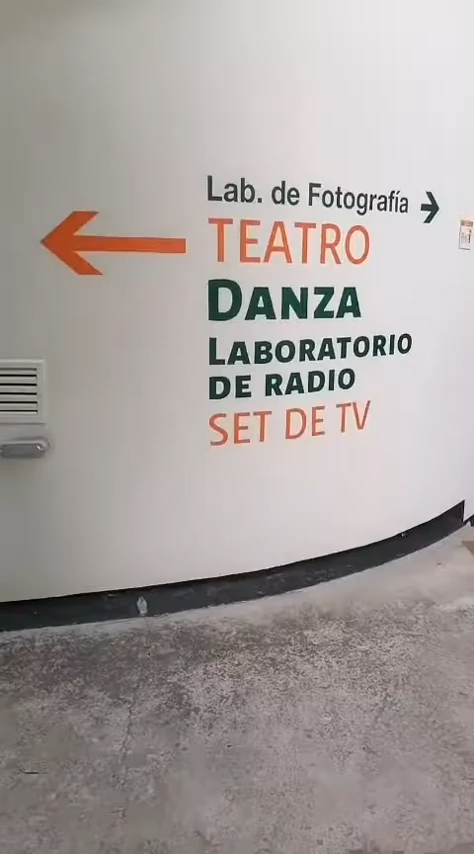 Lab. de Fotografía →
TEATRO
DANZA
LABORATORIO
DE RADIO
SET DE TV